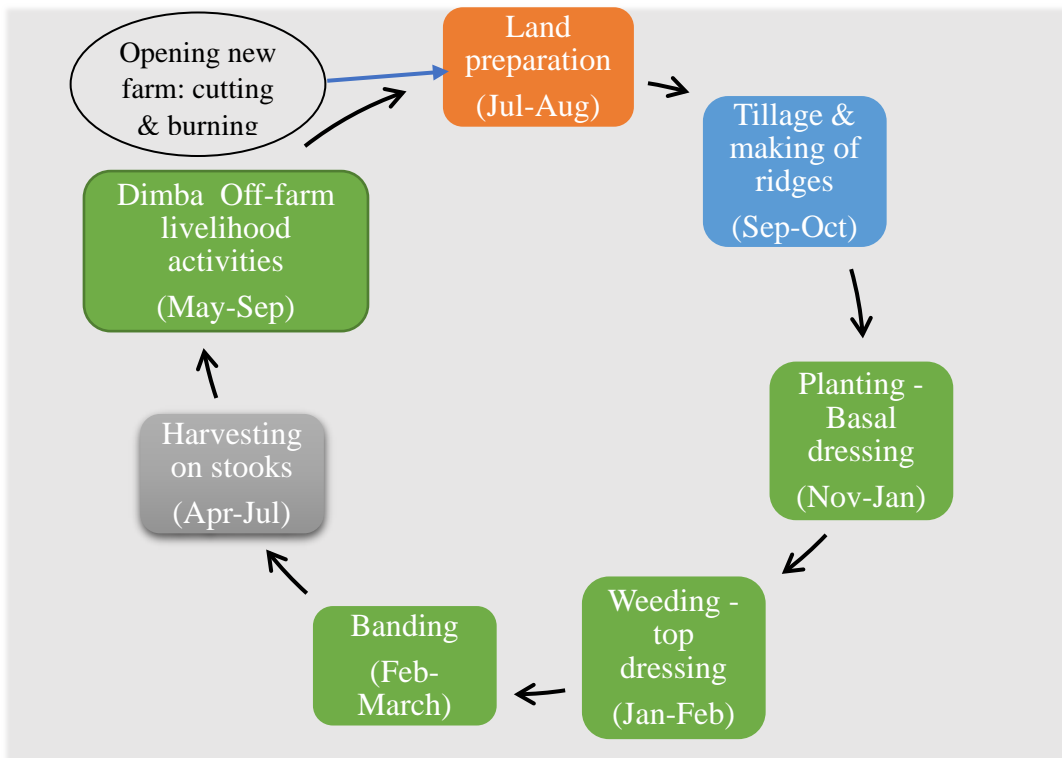 Opening new
farm: cutting
& burning
Land
preparation
(Jul-Aug)
Tillage &
making of
ridges
(Sep-Oct)
Planting -
Basal
dressing
(Nov-Jan)
Weeding -
top
dressing
(Jan-Feb)
Banding
(Feb-
March)
Harvesting
on stooks
(Apr-Jul)
Dimba Off-farm
livelihood
activities
(May-Sep)